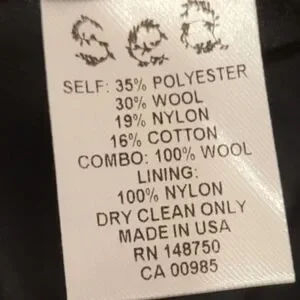 sea
SELF: 35% POLYESTER
30% WOOL
19% NYLON
16% COTTON
COMBO: 100% WOOL
LINING:
100% NYLON
DRY CLEAN ONLY
MADE IN USA
RN 148750
CA 00985